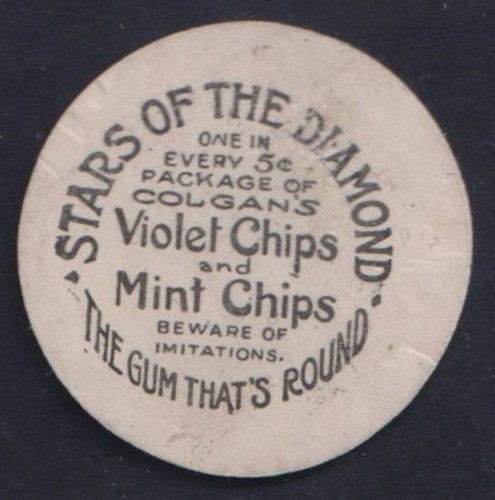 STARS OF THE DIAMOND
ONE IN
EVERY 5¢
PACKAGE OF
COLGAN'S
Violet Chips
and
Mint Chips
BEWARE OF
IMITATIONS.
THE GUM THAT'S ROUND